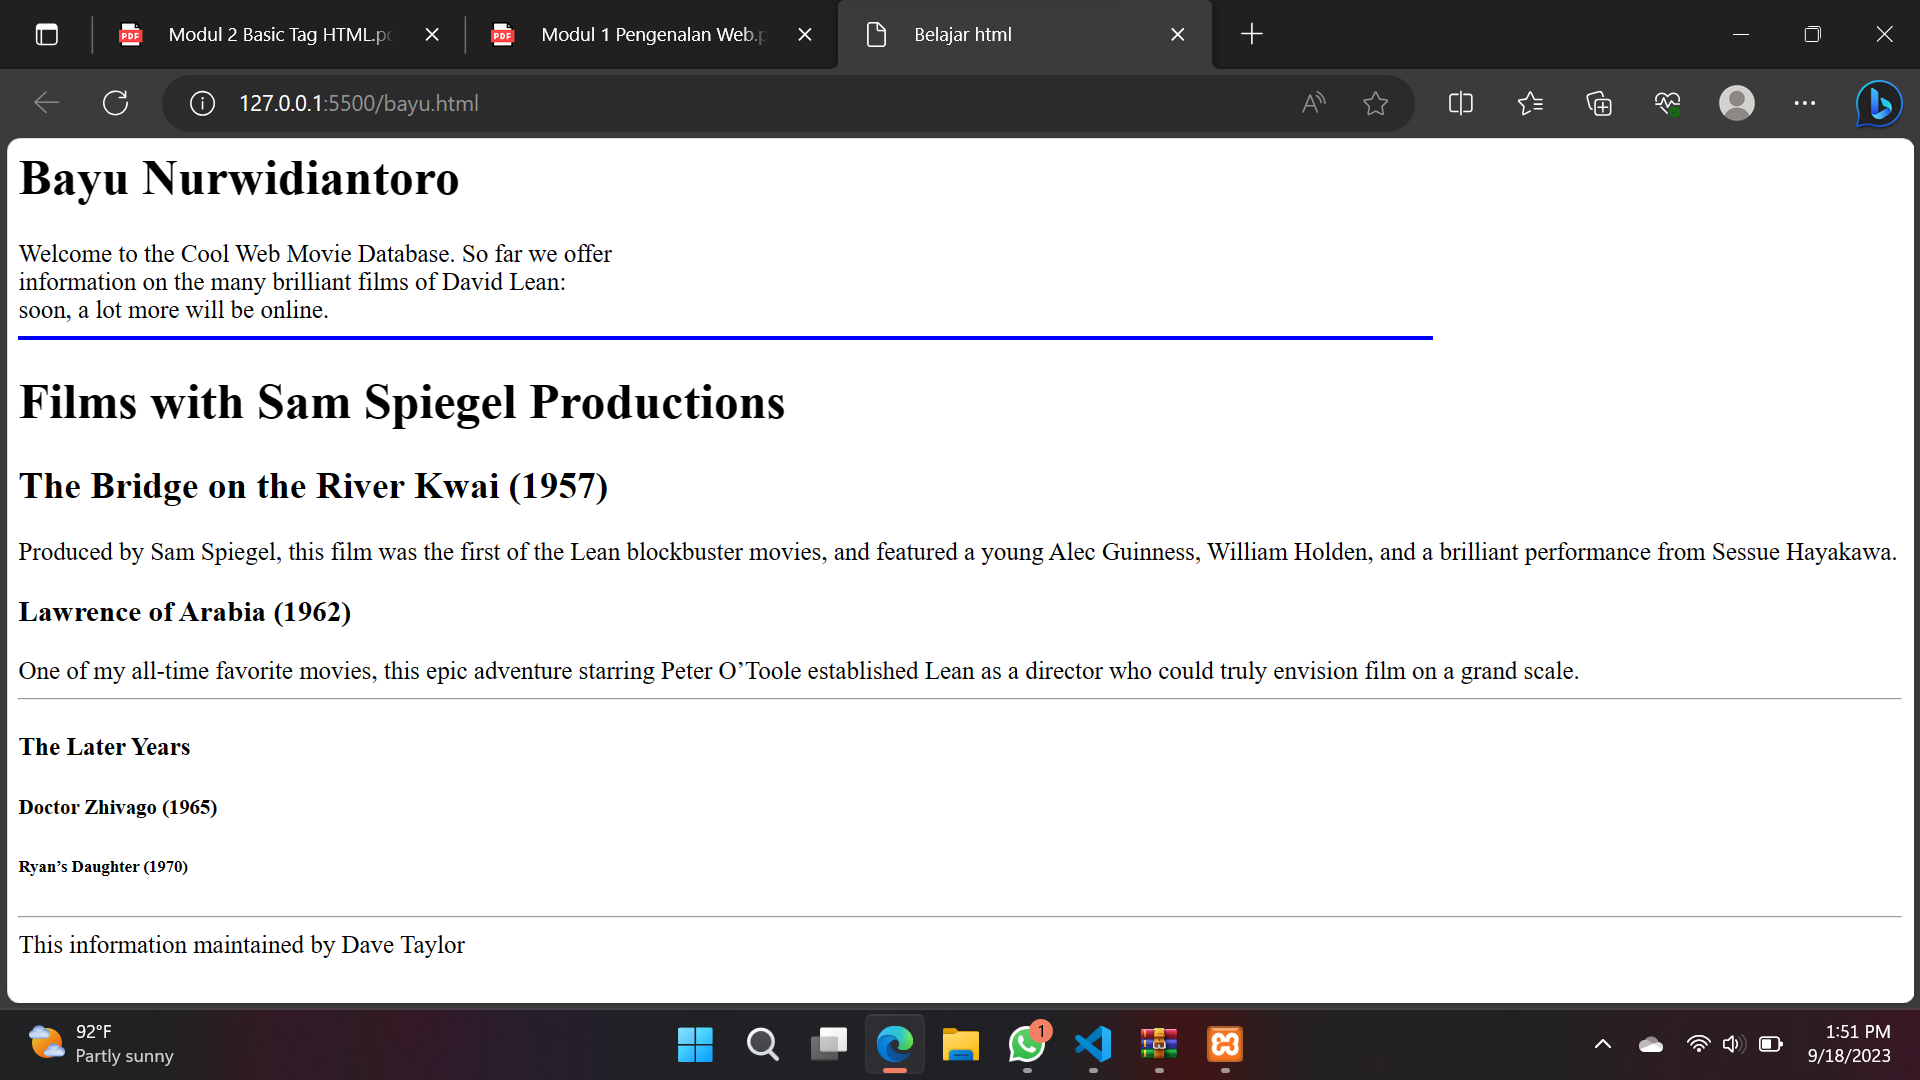 Modul 2 Basic Tag HTML.pc
Modul 1 Pengenalan Web.p
Belajar html
127.0.0.1:5500/bayu.html
Bayu Nurwidiantoro
Welcome to the Cool Web Movie Database. So far we offer
information on the many brilliant films of David Lean:
soon, a lot more will be online.
Films with Sam Spiegel Productions
The Bridge on the River Kwai (1957)
Produced by Sam Spiegel, this film was the first of the Lean blockbuster movies, and featured a young Alec Guinness, William Holden, and a brilliant performance from Sessue Hayakawa.
Lawrence of Arabia (1962)
One of my all-time favorite movies, this epic adventure starring Peter O’Toole established Lean as a director who could truly envision film on a grand scale.
The Later Years
Doctor Zhivago (1965)
Ryan’s Daughter (1970)
This information maintained by Dave Taylor
92°F
Partly sunny
1
1:51 PM
9/18/2023